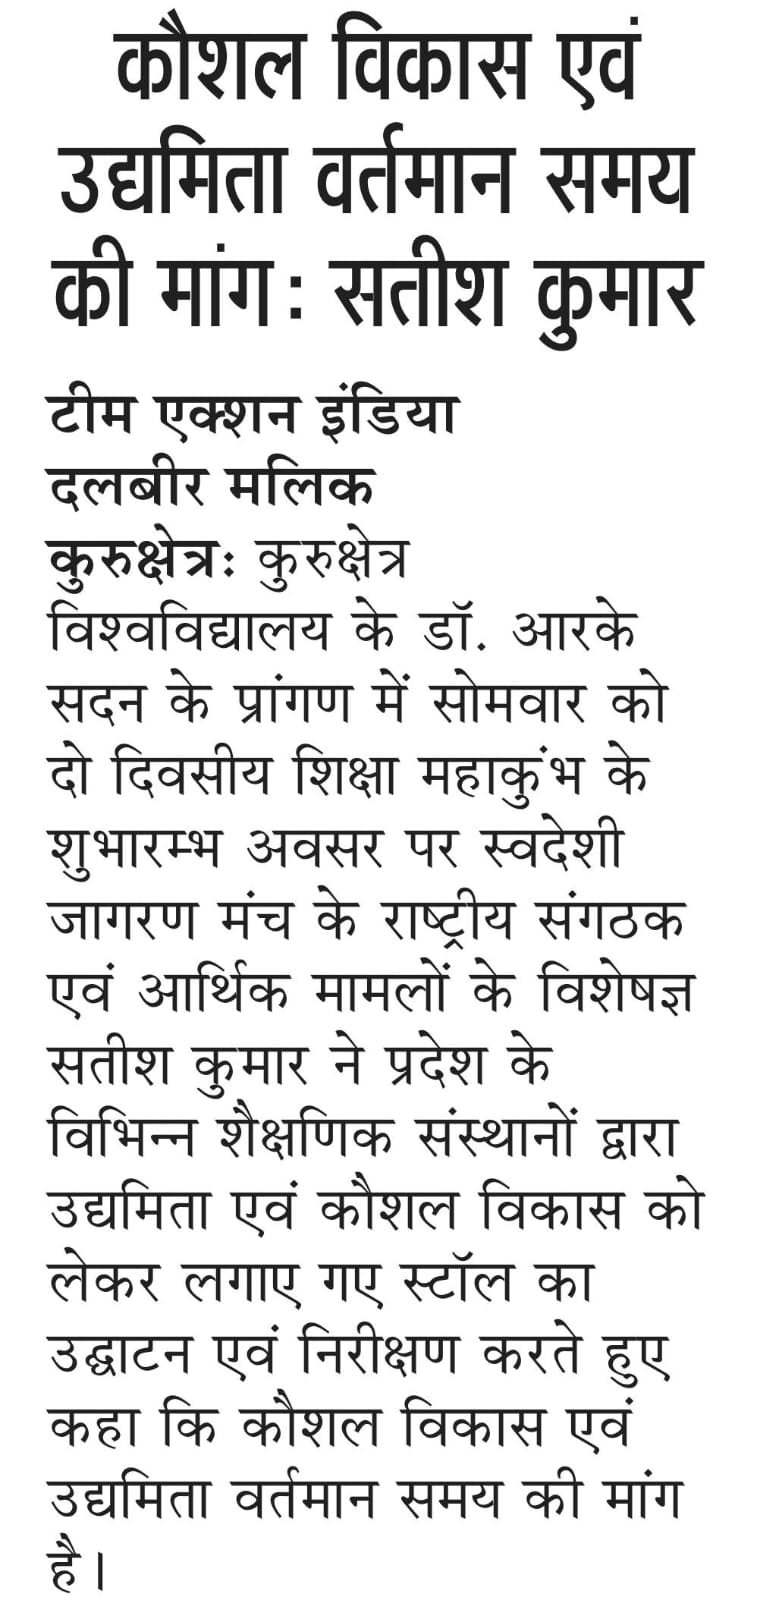 कौशल विकास एवं
उद्यमिता वर्तमान समय
की मांग: सतीश कुमार
टीम एक्शन इंडिया
दलबीर मलिक
कुरुक्षेत्र: कुरुक्षेत्र
विश्वविद्यालय के डॉ. आरके
सदन के प्रांगण में सोमवार को
दो दिवसीय शिक्षा महाकुंभ के
शुभारम्भ अवसर पर स्वदेशी
जागरण मंच के राष्ट्रीय संगठक
एवं आर्थिक मामलों के विशेषज्ञ
सतीश कुमार ने प्रदेश के
विभिन्न शैक्षणिक संस्थानों द्वारा
उद्यमिता एवं कौशल विकास को
लेकर लगाए गए स्टॉल का
उद्घाटन एवं निरीक्षण करते हुए
कहा कि कौशल विकास एवं
उद्यमिता वर्तमान समय की मांग
है।